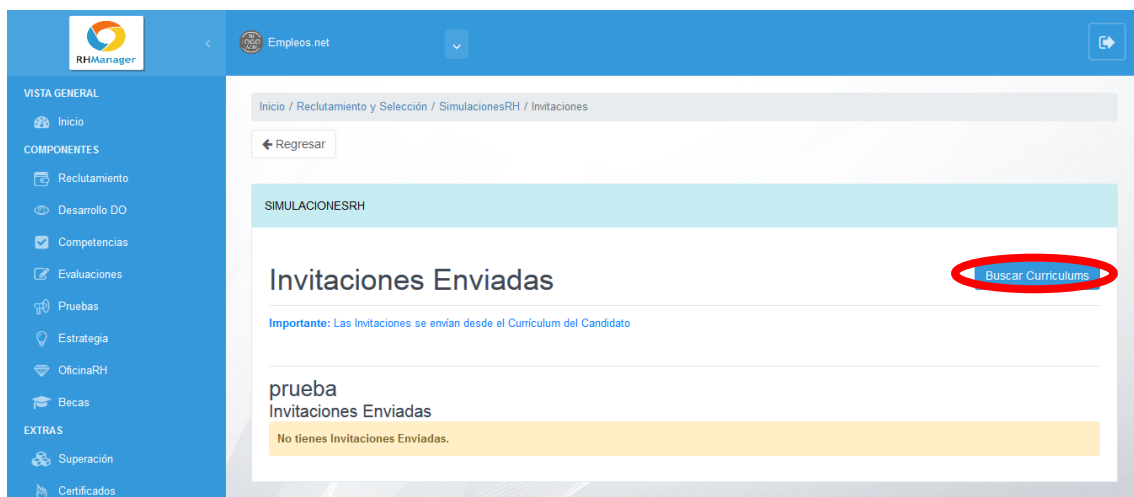 RHManager
Empleos.net
VISTA GENERAL
Inicio
COMPONENTES
Reclutamiento
Desarrollo DO
Competencias
Evaluaciones
Pruebas
Estrategia
OficinaRH
Becas
EXTRAS
Superación
Certificados
Inicio / Reclutamiento y Selección / SimulacionesRH / Invitaciones
Regresar
SIMULACIONESRH
Invitaciones Enviadas
Buscar Curriculums
Importante: Las Invitaciones se envían desde el Currículum del Candidato
prueba
Invitaciones Enviadas
No tienes Invitaciones Enviadas.